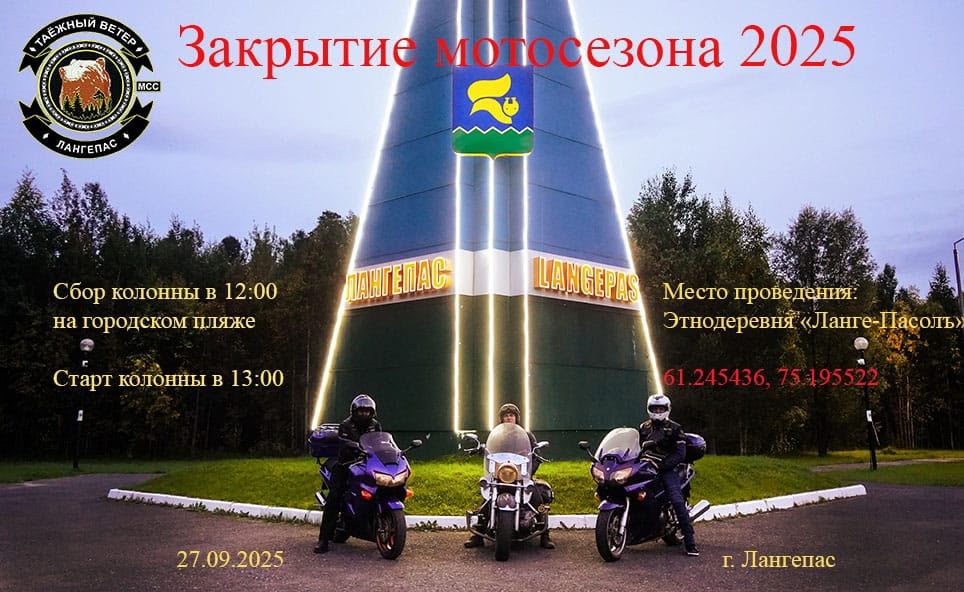 ТАЁЖНЫЙ ВЕТЕР
МСС
ЛАНГЕПАС
Закрытие мотосезона 2025
ЛАНГЕПАС
LANGEPAS
Сбор колонны в 12:00
на городском пляже
Старт колонны в 13:00
Место проведения:
Этнодеревня «Ланге-Пасолъ»
61.245436, 75.195522
27.09.2025
г. Лангепас